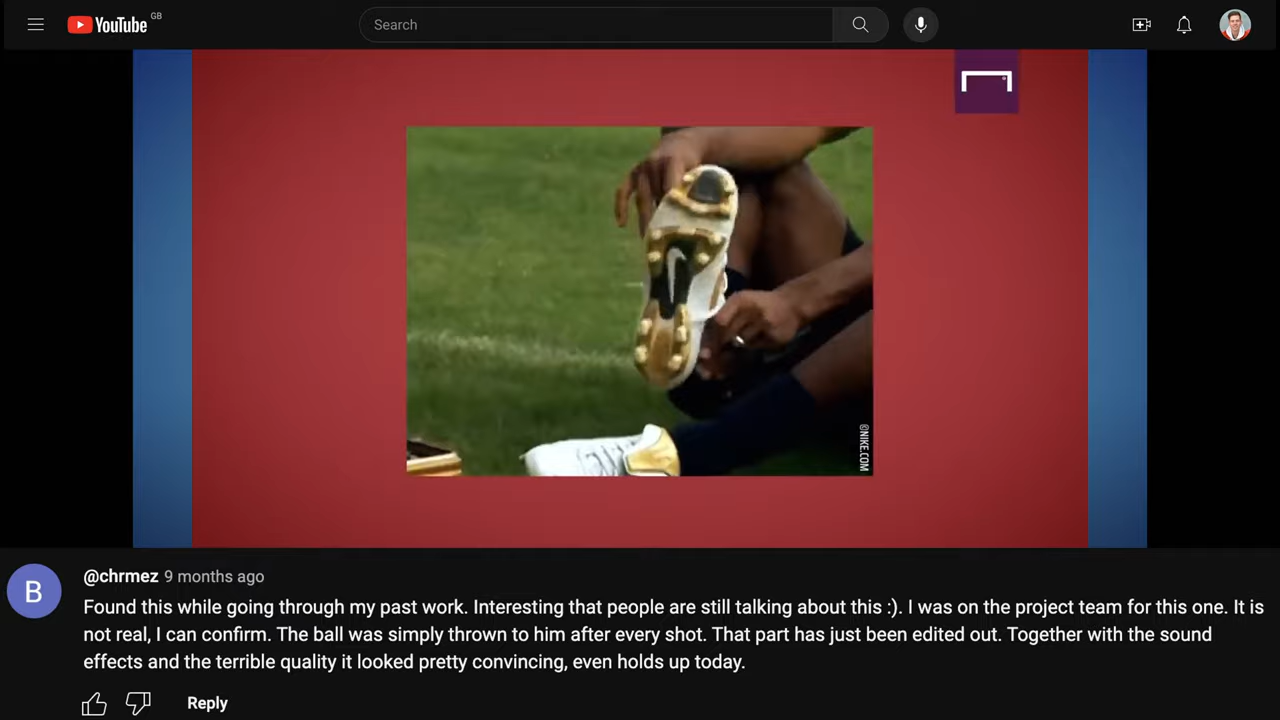 YouTube GB
Search
©NIKE.COM
B
@chrmez 9 months ago
Found this while going through my past work. Interesting that people are still talking about this :). I was on the project team for this one. It is
not real, I can confirm. The ball was simply thrown to him after every shot. That part has just been edited out. Together with the sound
effects and the terrible quality it looked pretty convincing, even holds up today.
Reply